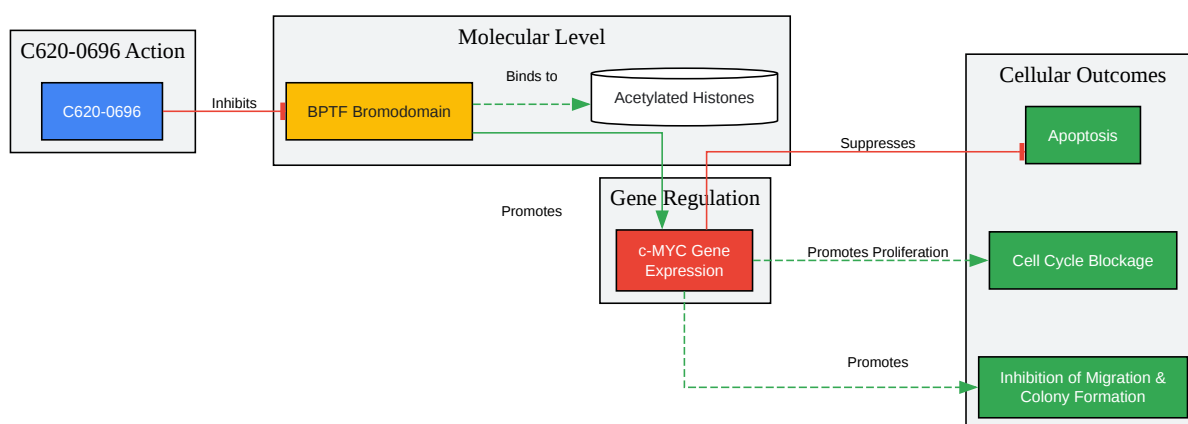 C620-0696 Action
C620-0696
Inhibits
Molecular Level
BPTF Bromodomain
Binds to
Acetylated Histones
Promotes
Gene Regulation
c-MYC Gene
Expression
Suppresses
Promotes Proliferation
Promotes
Cellular Outcomes
Apoptosis
Cell Cycle Blockage
Inhibition of Migration &
Colony Formation